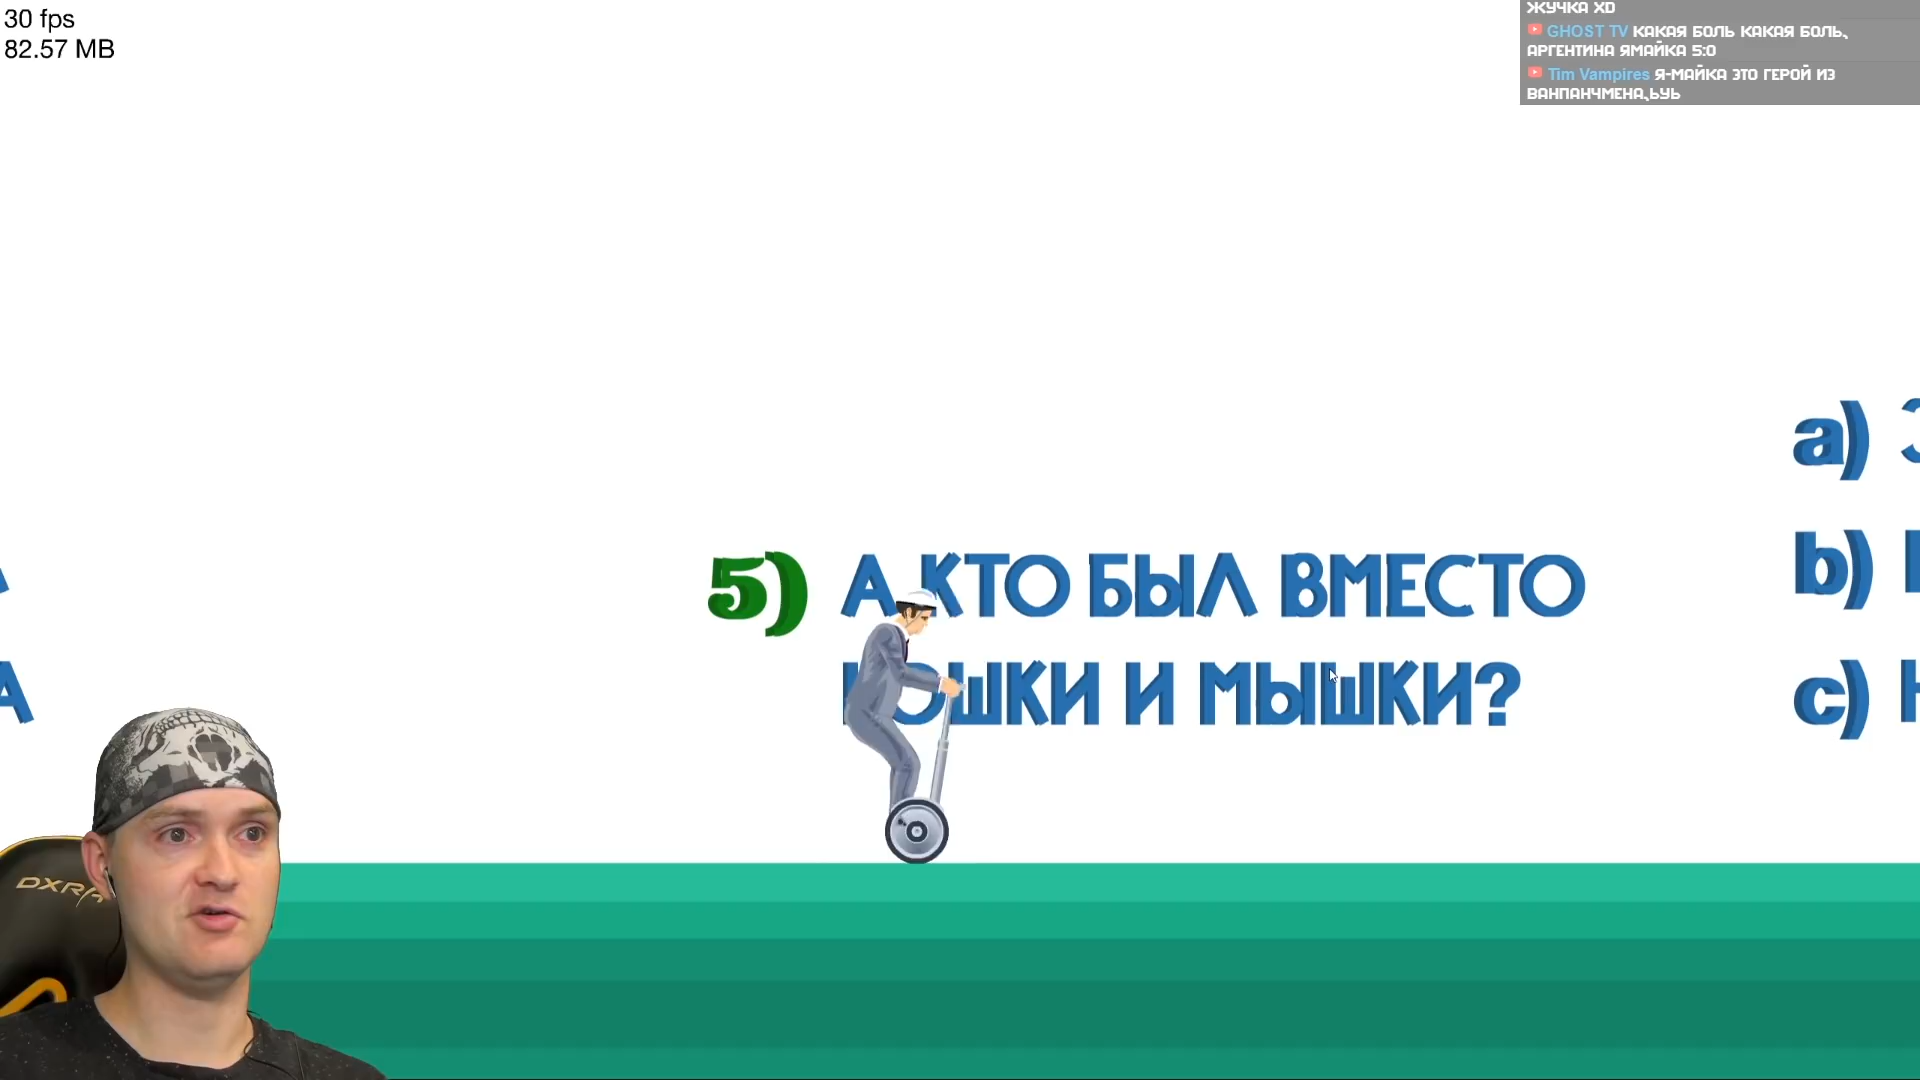 30 fps
82.57 MB
ЖУЧКА XD
GHOST TV КАКАЯ БОЛЬ КАКАЯ БОЛЬ,
АРГЕНТИНА ЯМАЙКА 5:0
Tim Vampires Я-МАЙКА ЭТО ГЕРОЙ ИЗ
ВАНПАНЧМЕНА,ЬУЬ
5) А КТО БЫЛ ВМЕСТО
КОШКИ И МЫШКИ?
a)
b)
c)